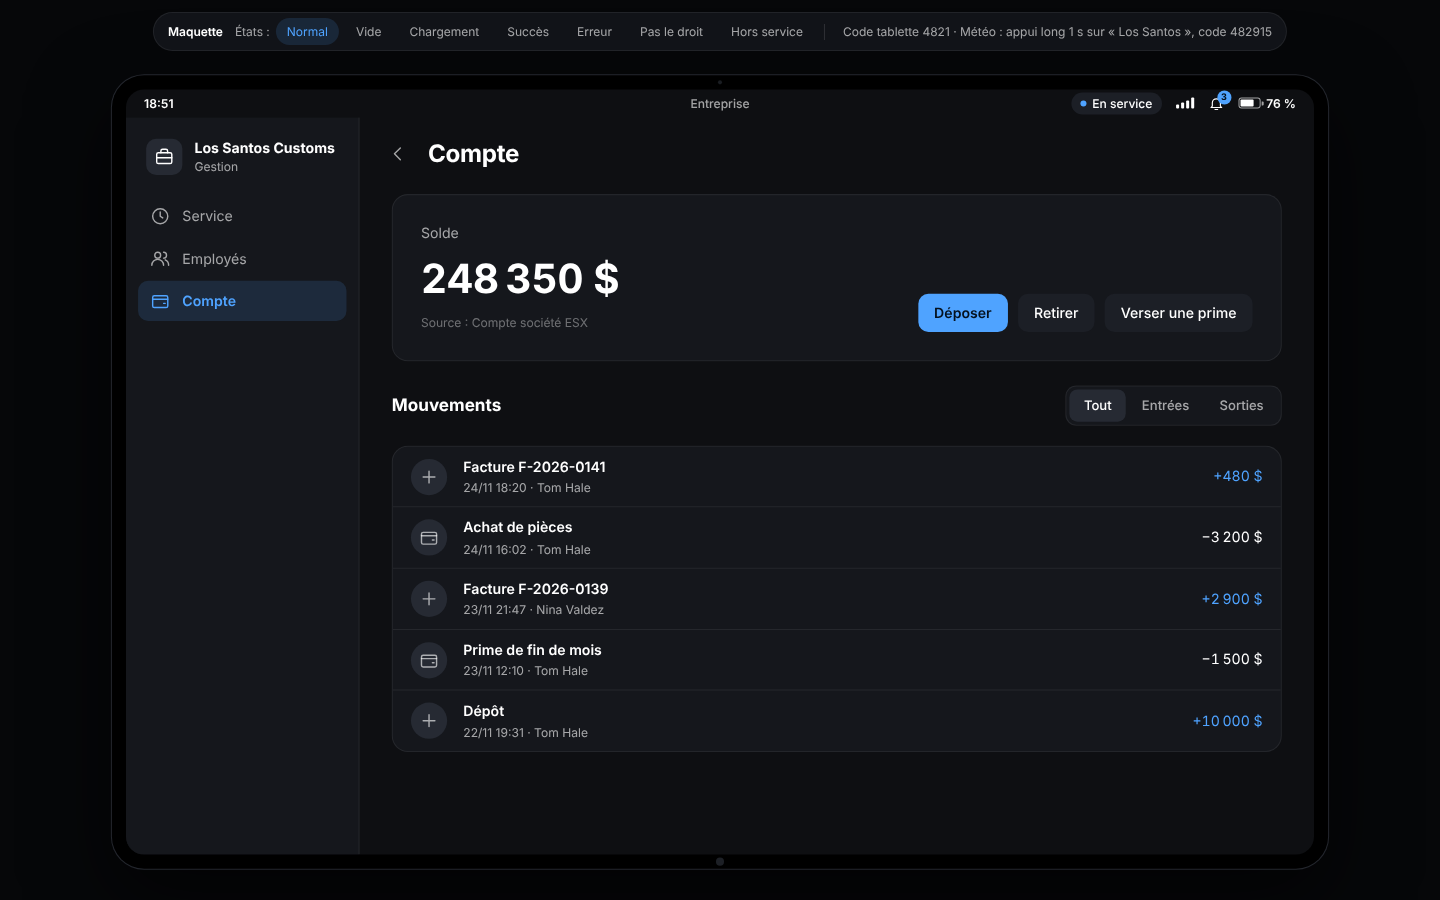 Maquette États : Normal Vide Chargement Succès Erreur Pas le droit Hors service Code tablette 4821 · Météo : appui long 1 s sur « Los Santos », code 482915
18:51 Entreprise En service 3 76 %
Los Santos Customs
Gestion
Service
Employés
Compte
Compte
Solde
248 350 $
Source : Compte société ESX
Déposer Retirer Verser une prime
Mouvements
Tout Entrées Sorties
Facture F-2026-0141
24/11 18:20 · Tom Hale
+480 $
Achat de pièces
24/11 16:02 · Tom Hale
−3 200 $
Facture F-2026-0139
23/11 21:47 · Nina Valdez
+2 900 $
Prime de fin de mois
23/11 12:10 · Tom Hale
−1 500 $
Dépôt
22/11 19:31 · Tom Hale
+10 000 $